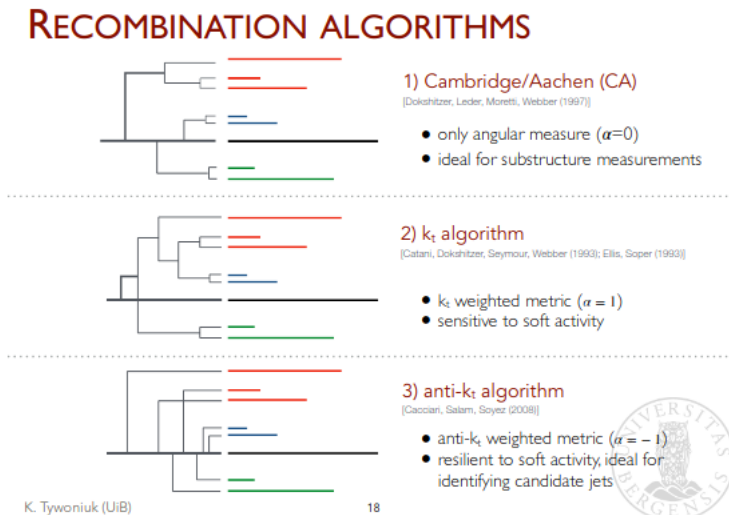 RECOMBINATION ALGORITHMS
1) Cambridge/Aachen (CA)
[Dokshitzer, Leder, Moretti, Webber (1997)]
• only angular measure (α=0)
• ideal for substructure measurements
2) kt algorithm
[Catani, Dokshitzer, Seymour, Webber (1993); Ellis, Soper (1993)]
• kt weighted metric (α = 1)
• sensitive to soft activity
3) anti-kt algorithm
[Cacciari, Salam, Soyez (2008)]
• anti-kt weighted metric (α = − 1)
• resilient to soft activity, ideal for
identifying candidate jets
UNIVERSITAS
BERGENSIS
K. Tywoniuk (UiB)
18